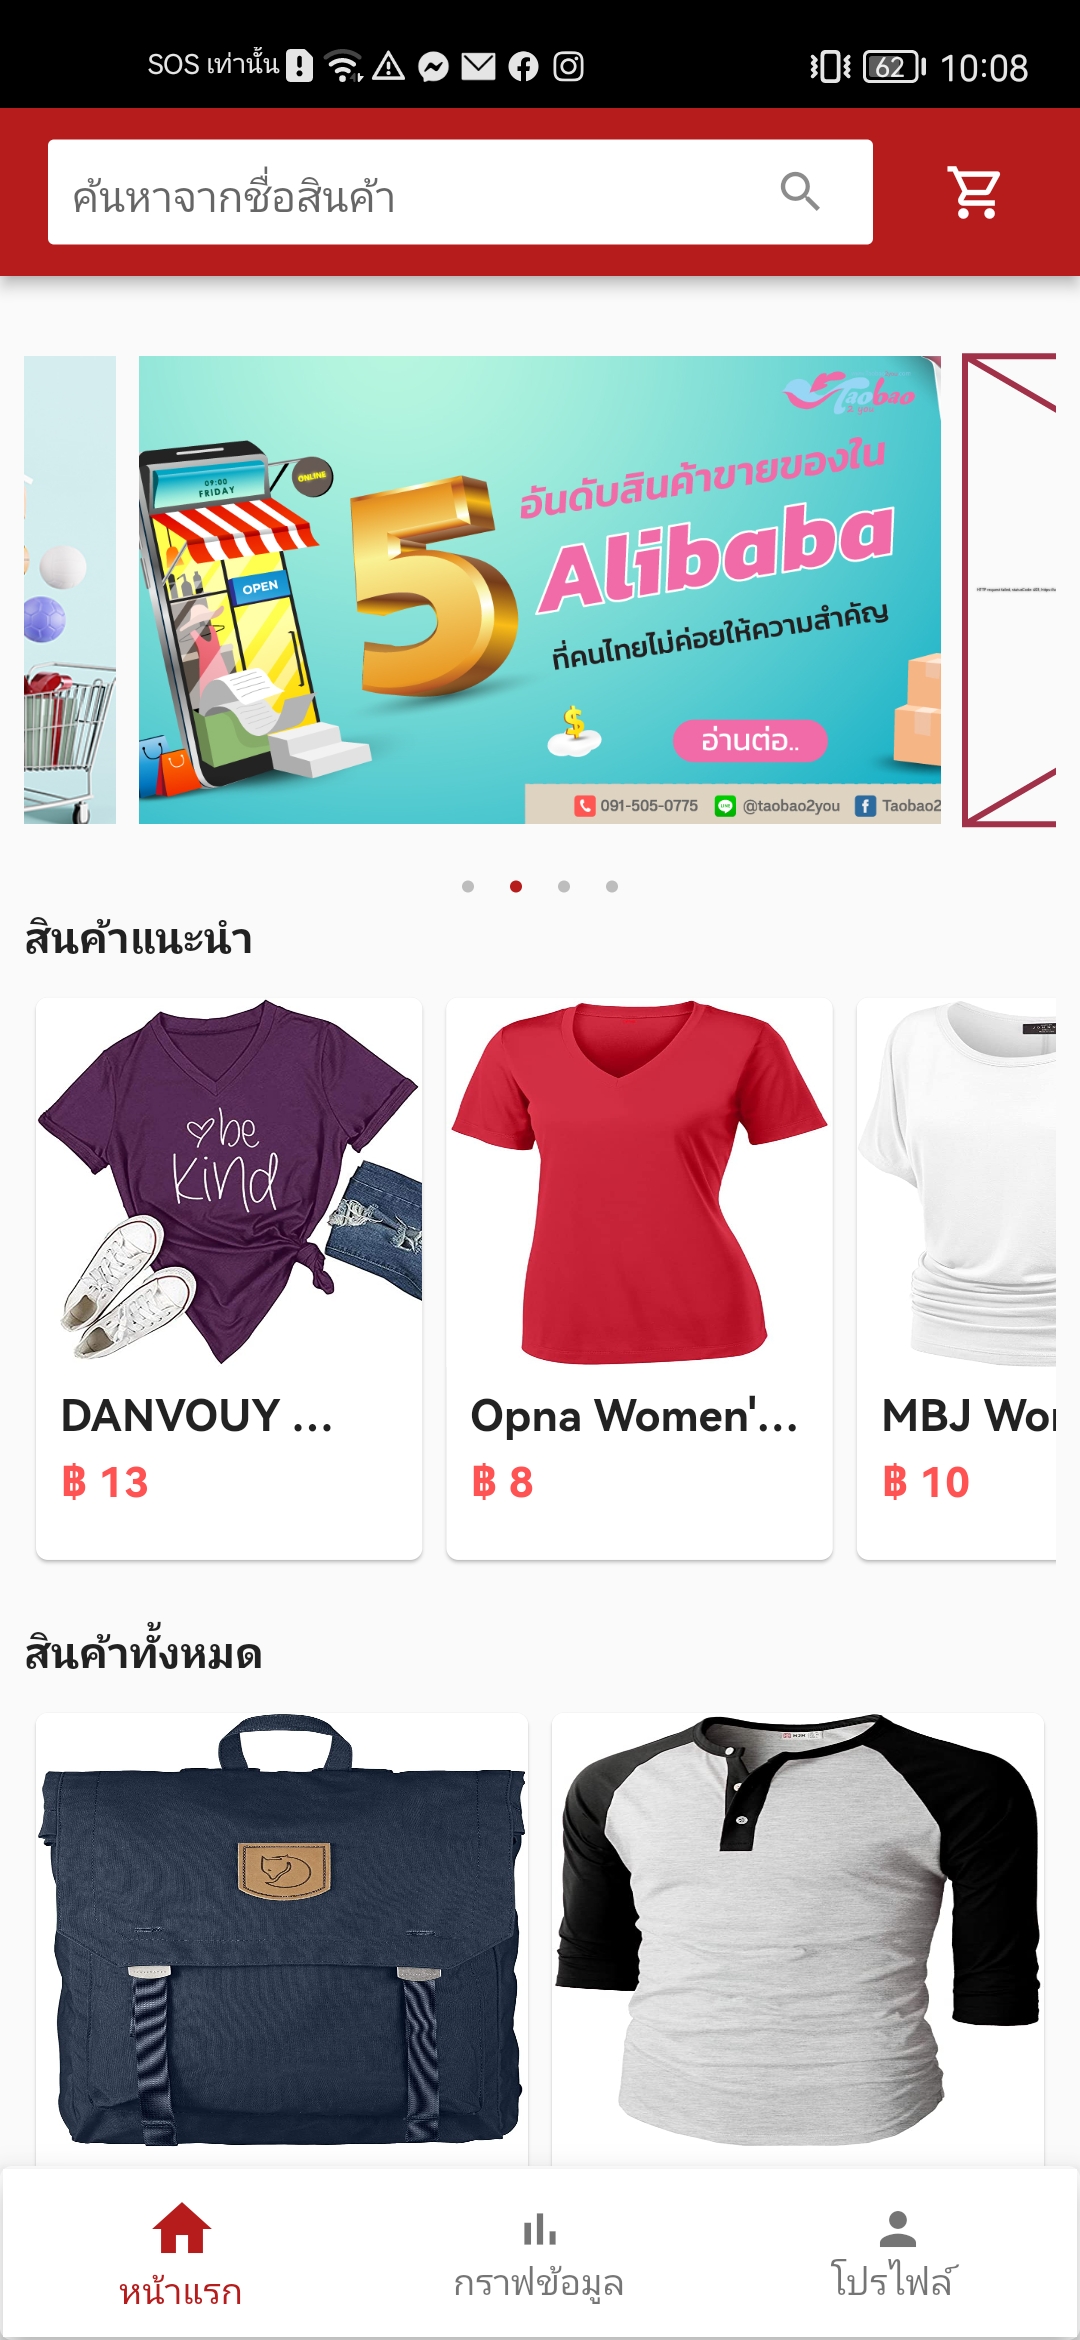 SOS เท่านั้น
62
10:08
ค้นหาจากชื่อสินค้า
Taobao
2 you
09:00
FRIDAY
ONLINE
OPEN
5
อันดับสินค้าขายของใน
Alibaba
ที่คนไทยไม่ค่อยให้ความสำคัญ
$
อ่านต่อ..
091-505-0775
@taobao2you
Taobao2
สินค้าแนะนำ
be
kind
DANVOUY ...
฿ 13
Opna Women'...
฿ 8
MBJ Wor
฿ 10
สินค้าทั้งหมด
H2H
หน้าแรก
กราฟข้อมูล
โปรไฟล์